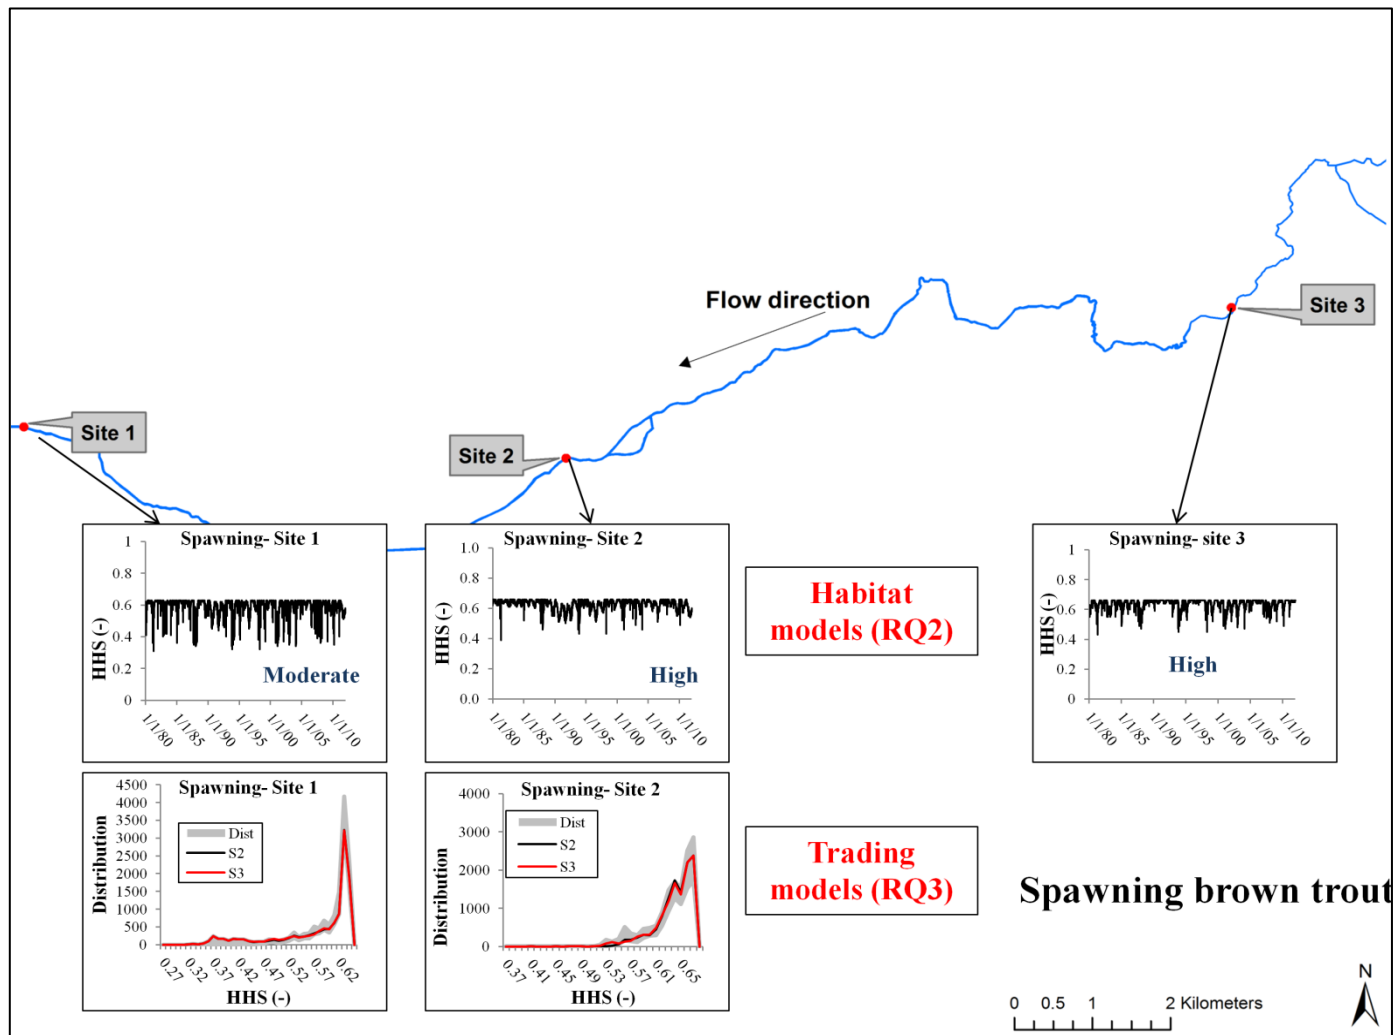 Flow direction
Site 3
Site 1
Site 2
Spawning- Site 1
1
0.8
0.6
0.4
0.2
0
HHS (-)
Moderate
1/1/80
1/1/85
1/1/90
1/1/95
1/1/00
1/1/05
1/1/10
Spawning- Site 2
1.0
0.8
0.6
0.4
0.2
0.0
HHS (-)
High
1/1/80
1/1/85
1/1/90
1/1/95
1/1/00
1/1/05
1/1/10
Habitat
models (RQ2)
Spawning- site 3
1
0.8
0.6
0.4
0.2
0
HHS (-)
High
1/1/80
1/1/85
1/1/90
1/1/95
1/1/00
1/1/05
1/1/10
Spawning- Site 1
4500
4000
3500
3000
2500
2000
1500
1000
500
0
Distribution
Dist
S2
S3
0.27
0.32
0.37
0.42
0.47
0.52
0.57
0.62
HHS (-)
Spawning- Site 2
4000
3000
2000
1000
0
Distribution
Dist
S2
S3
0.37
0.41
0.45
0.49
0.53
0.57
0.61
0.65
HHS (-)
Trading
models (RQ3)
Spawning brown trout
N
0 0.5 1 2 Kilometers